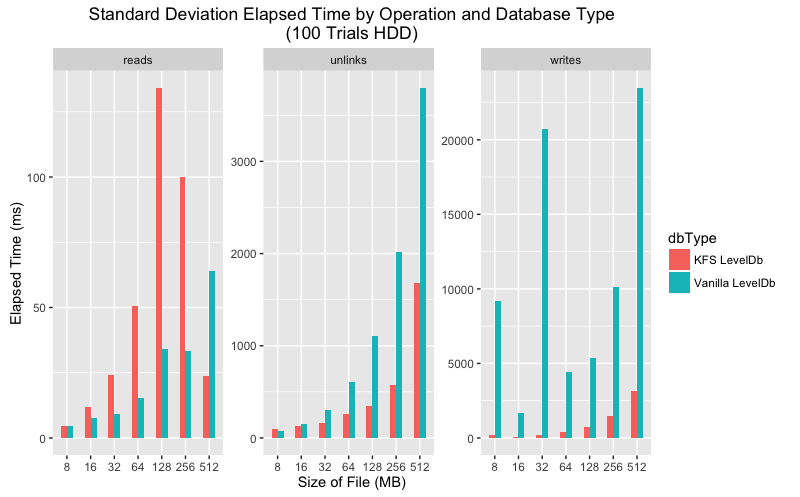 Standard Deviation Elapsed Time by Operation and Database Type
(100 Trials HDD)
reads
unlinks
writes
Elapsed Time (ms)
100
50
0
3000
2000
1000
0
20000
15000
10000
5000
0
8 16 32 64 128 256 512
8 16 32 64 128 256 512
8 16 32 64 128 256 512
Size of File (MB)
dbType
KFS LevelDb
Vanilla LevelDb